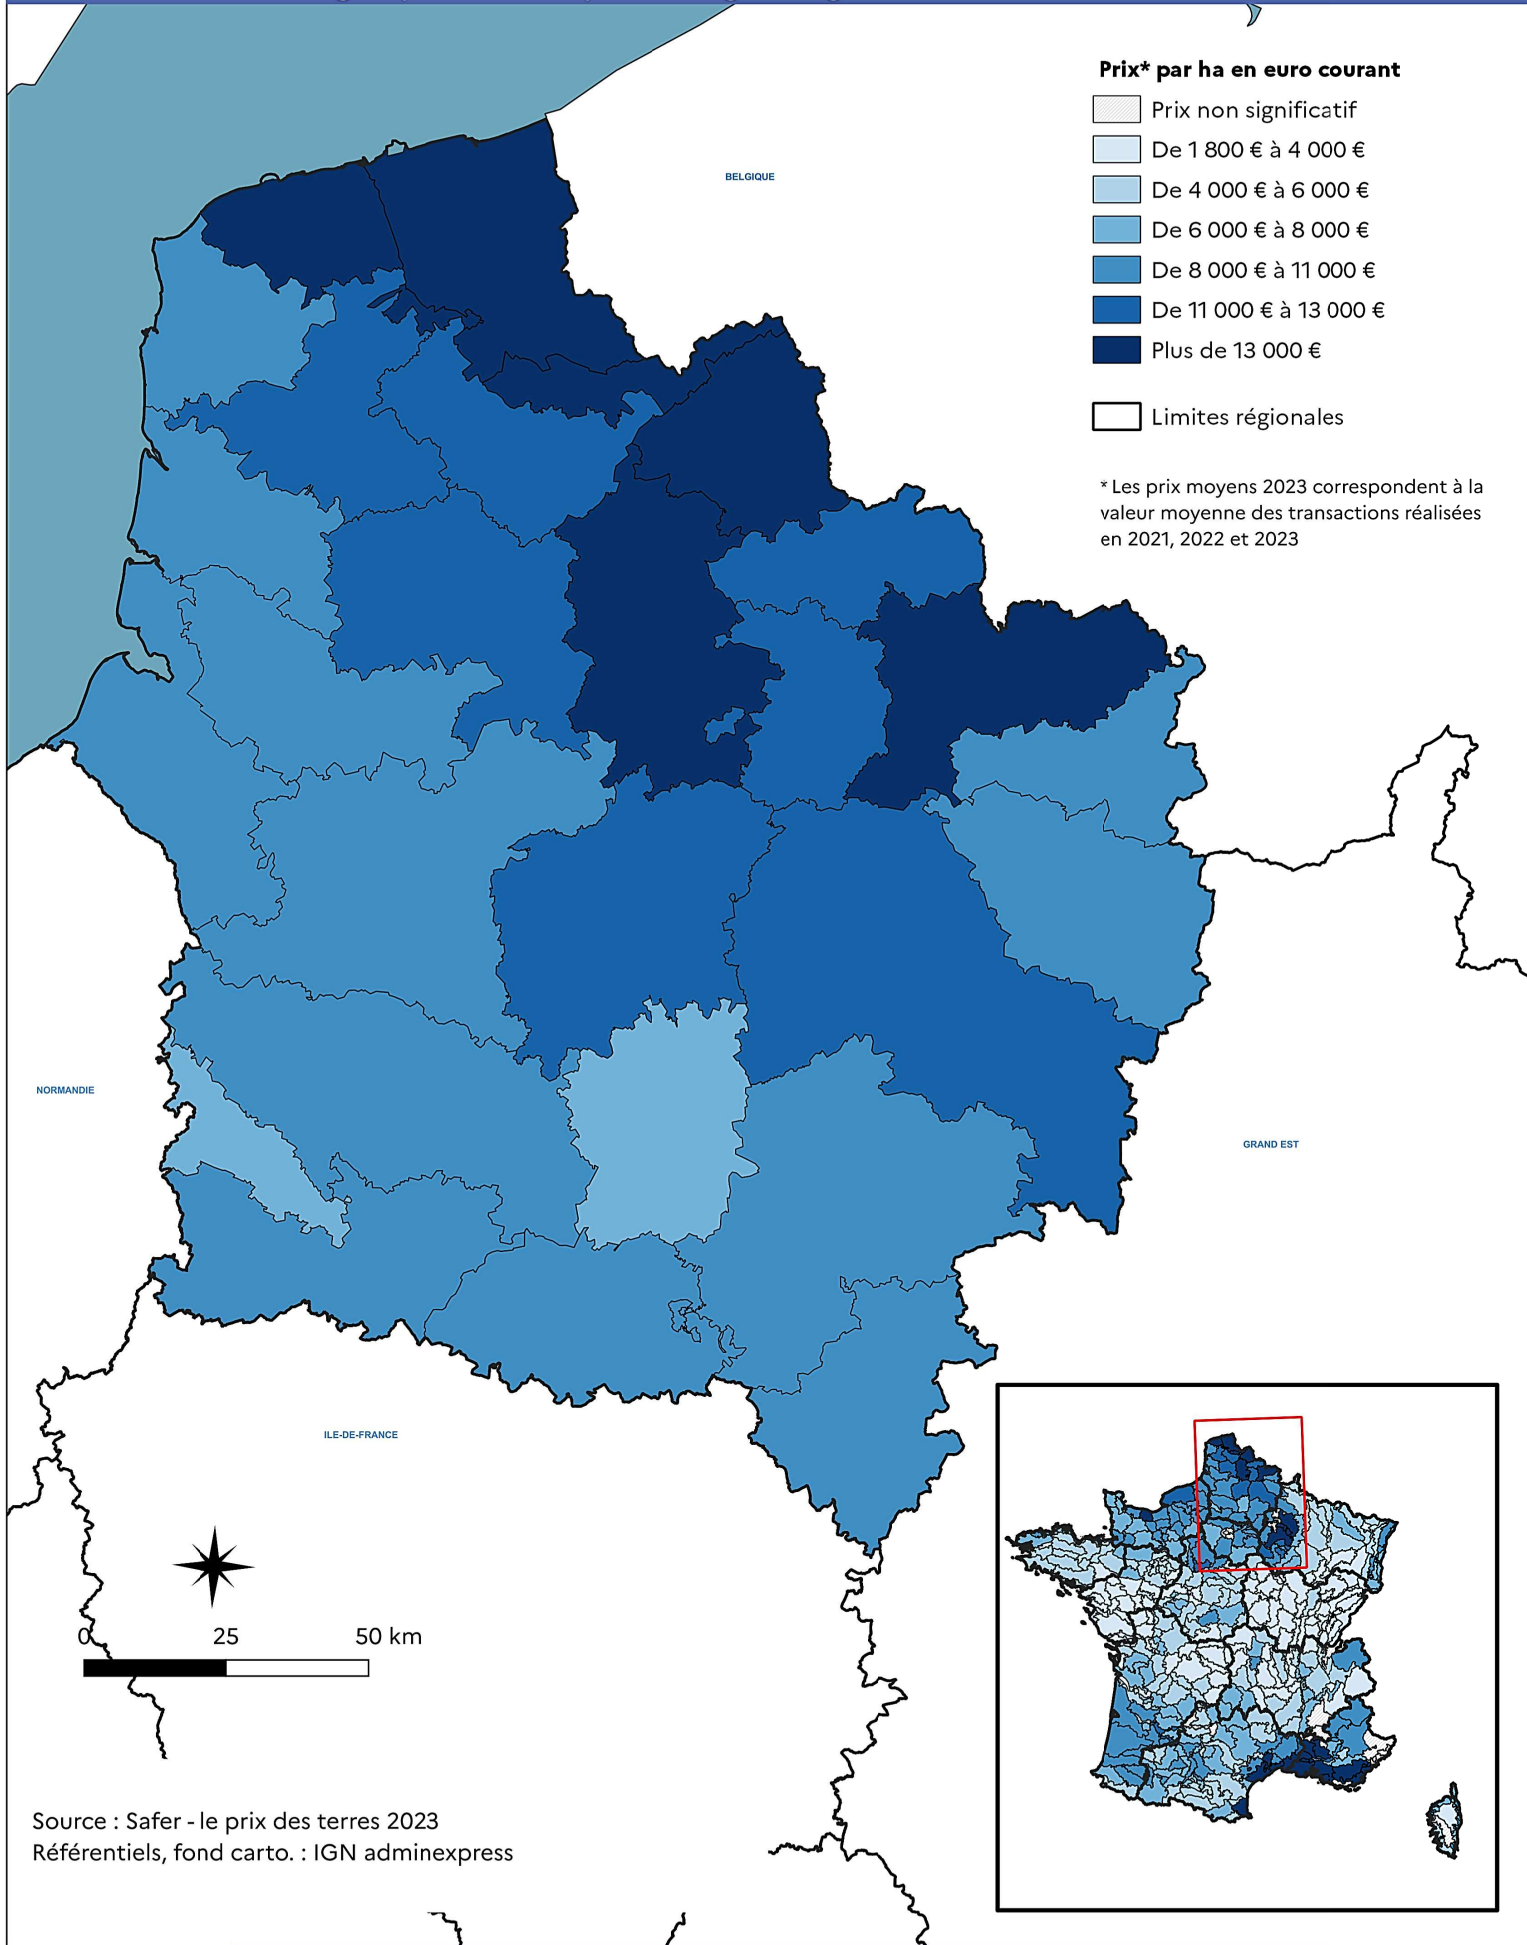 Prix* par ha en euro courant
Prix non significatif
De 1 800 € à 4 000 €
De 4 000 € à 6 000 €
De 6 000 € à 8 000 €
De 8 000 € à 11 000 €
De 11 000 € à 13 000 €
Plus de 13 000 €
Limites régionales
* Les prix moyens 2023 correspondent à la
valeur moyenne des transactions réalisées
en 2021, 2022 et 2023
BELGIQUE
NORMANDIE
GRAND EST
ILE-DE-FRANCE
0 25 50 km
Source : Safer - le prix des terres 2023
Référentiels, fond carto. : IGN adminexpress